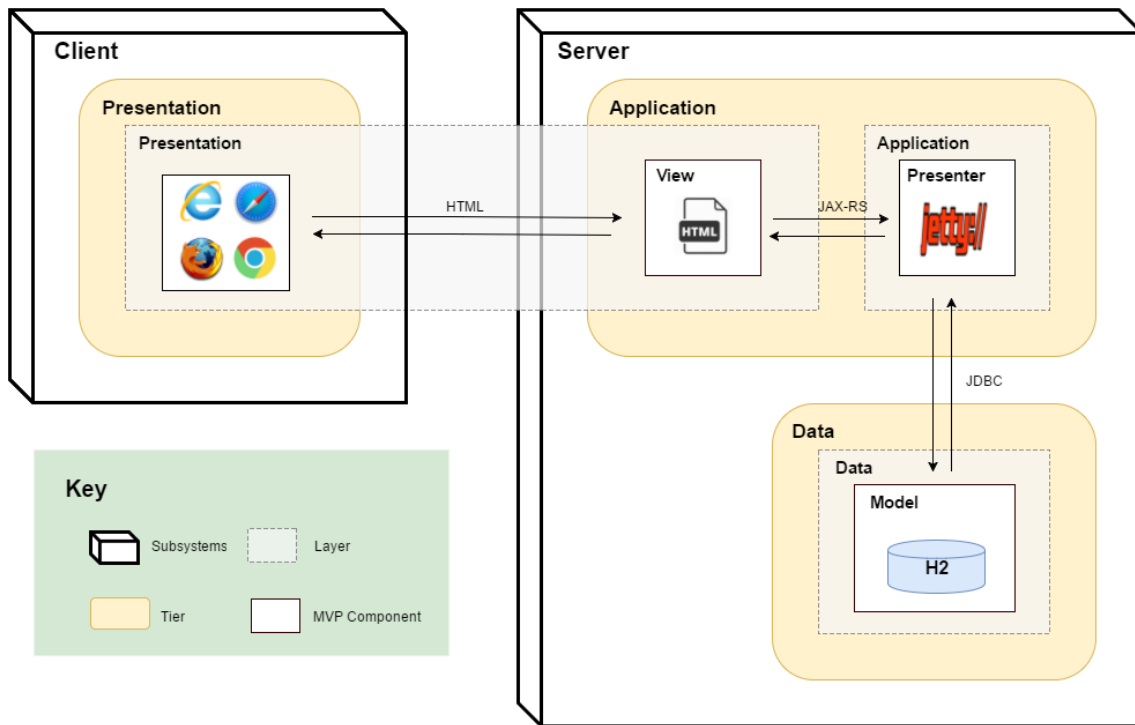 Client
Presentation
Presentation
HTML
Server
Application
View
HTML
JAX-RS
Application
Presenter
jetty://
JDBC
Data
Data
Model
H2
Key
Subsystems
Layer
Tier
MVP Component